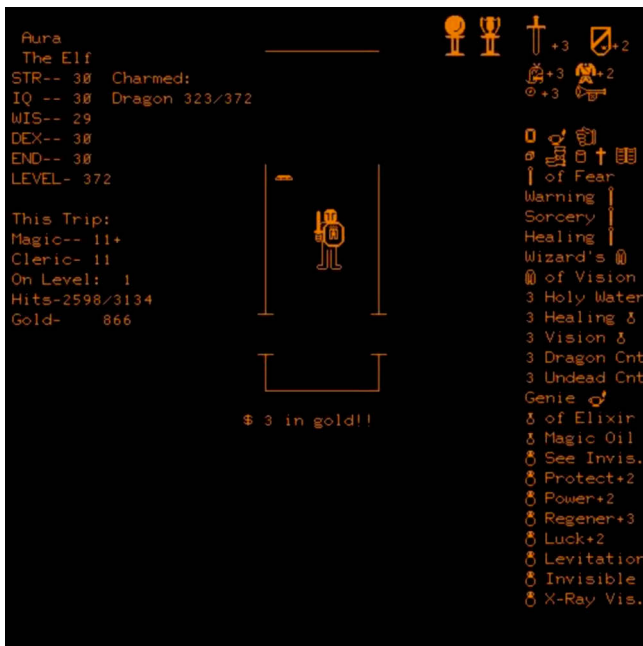 Aura
The Elf
STR-- 30 Charmed:
IQ -- 30 Dragon 323/372
WIS-- 29
DEX-- 30
END-- 30
LEVEL- 372
This Trip:
Magic-- 11+
Cleric- 11
On Level: 1
Hits-2598/3134
Gold- 866
$ 3 in gold!!
+3 +2
+3 +2
+3
of Fear
Warning
Sorcery
Healing
Wizard's
of Vision
3 Holy Water
3 Healing
3 Vision
3 Dragon Cnt
3 Undead Cnt
Genie
of Elixir
Magic Oil
See Invis.
Protect+2
Power+2
Regener+3
Luck+2
Levitation
Invisible
X-Ray Vis.